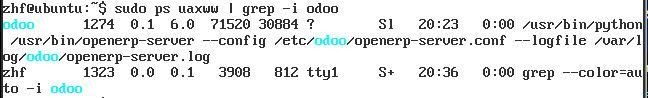 zhf@ubuntu:~$ sudo ps uaxww | grep -i odoo
odoo      1274  0.1  6.0  71520 30884 ?        Sl   20:23   0:00 /usr/bin/python
 /usr/bin/openerp-server --config /etc/odoo/openerp-server.conf --logfile /var/l
og/odoo/openerp-server.log
zhf       1323  0.0  0.1   3908   812 tty1     S+   20:36   0:00 grep --color=au
to -i odoo